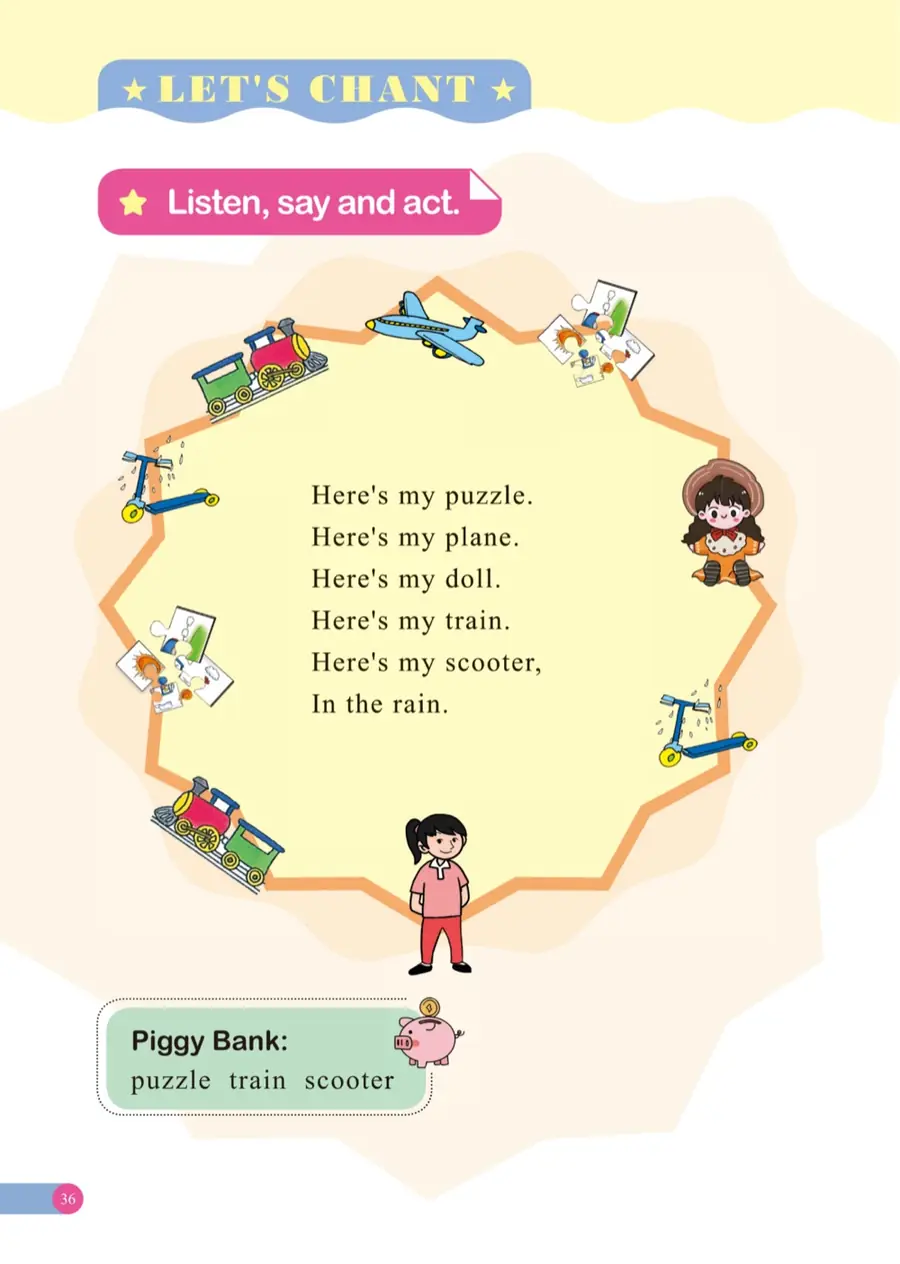 LET'S CHANT
Listen, say and act.
Here's my puzzle.
Here's my plane.
Here's my doll.
Here's my train.
Here's my scooter,
In the rain.
Piggy Bank:
puzzle train scooter
36